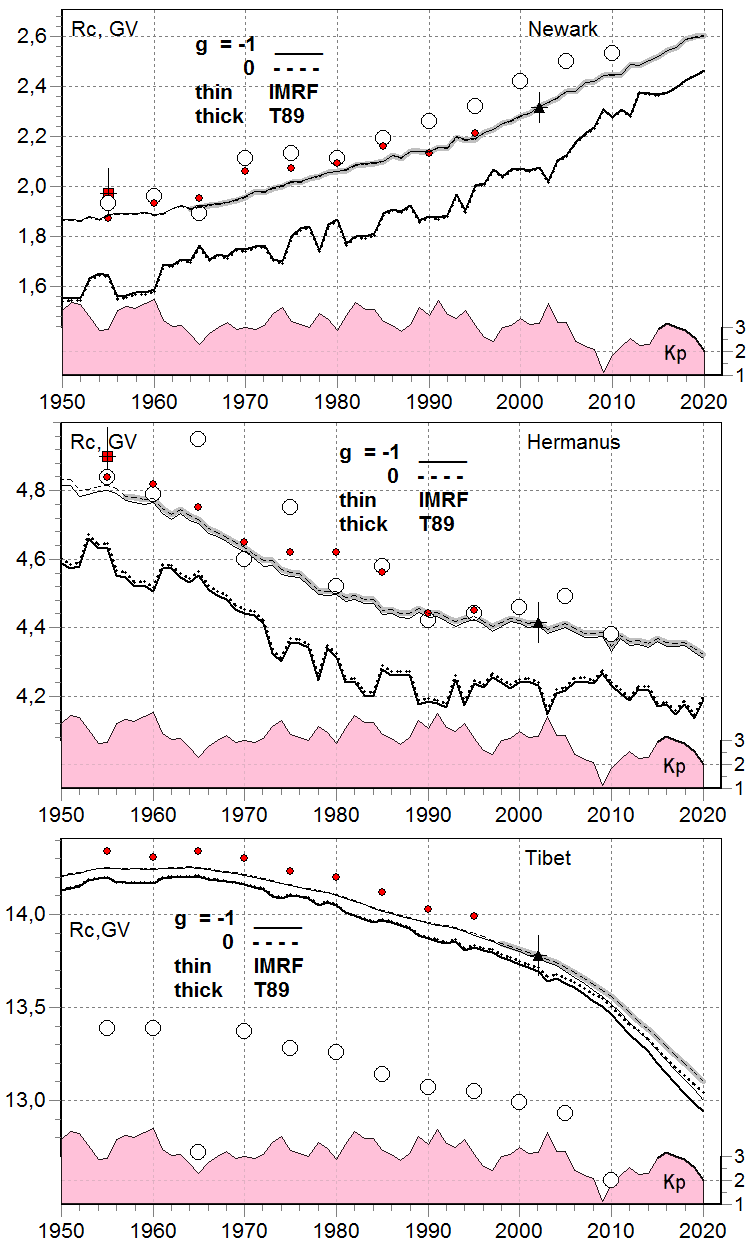 Rc, GV
Newark
g = -1
0 - - - -
thin IMRF
thick T89
2,6
2,4
2,2
2,0
1,8
1,6
3
2
1
Kp
1950 1960 1970 1980 1990 2000 2010 2020
Rc, GV
Hermanus
g = -1
0 - - - -
thin IMRF
thick T89
4,8
4,6
4,4
4,2
3
2
1
Kp
1950 1960 1970 1980 1990 2000 2010 2020
Tibet
14,0
Rc,GV
g = -1
0 - - - -
thin IMRF
thick T89
13,5
13,0
3
2
1
Kp
1950 1960 1970 1980 1990 2000 2010 2020